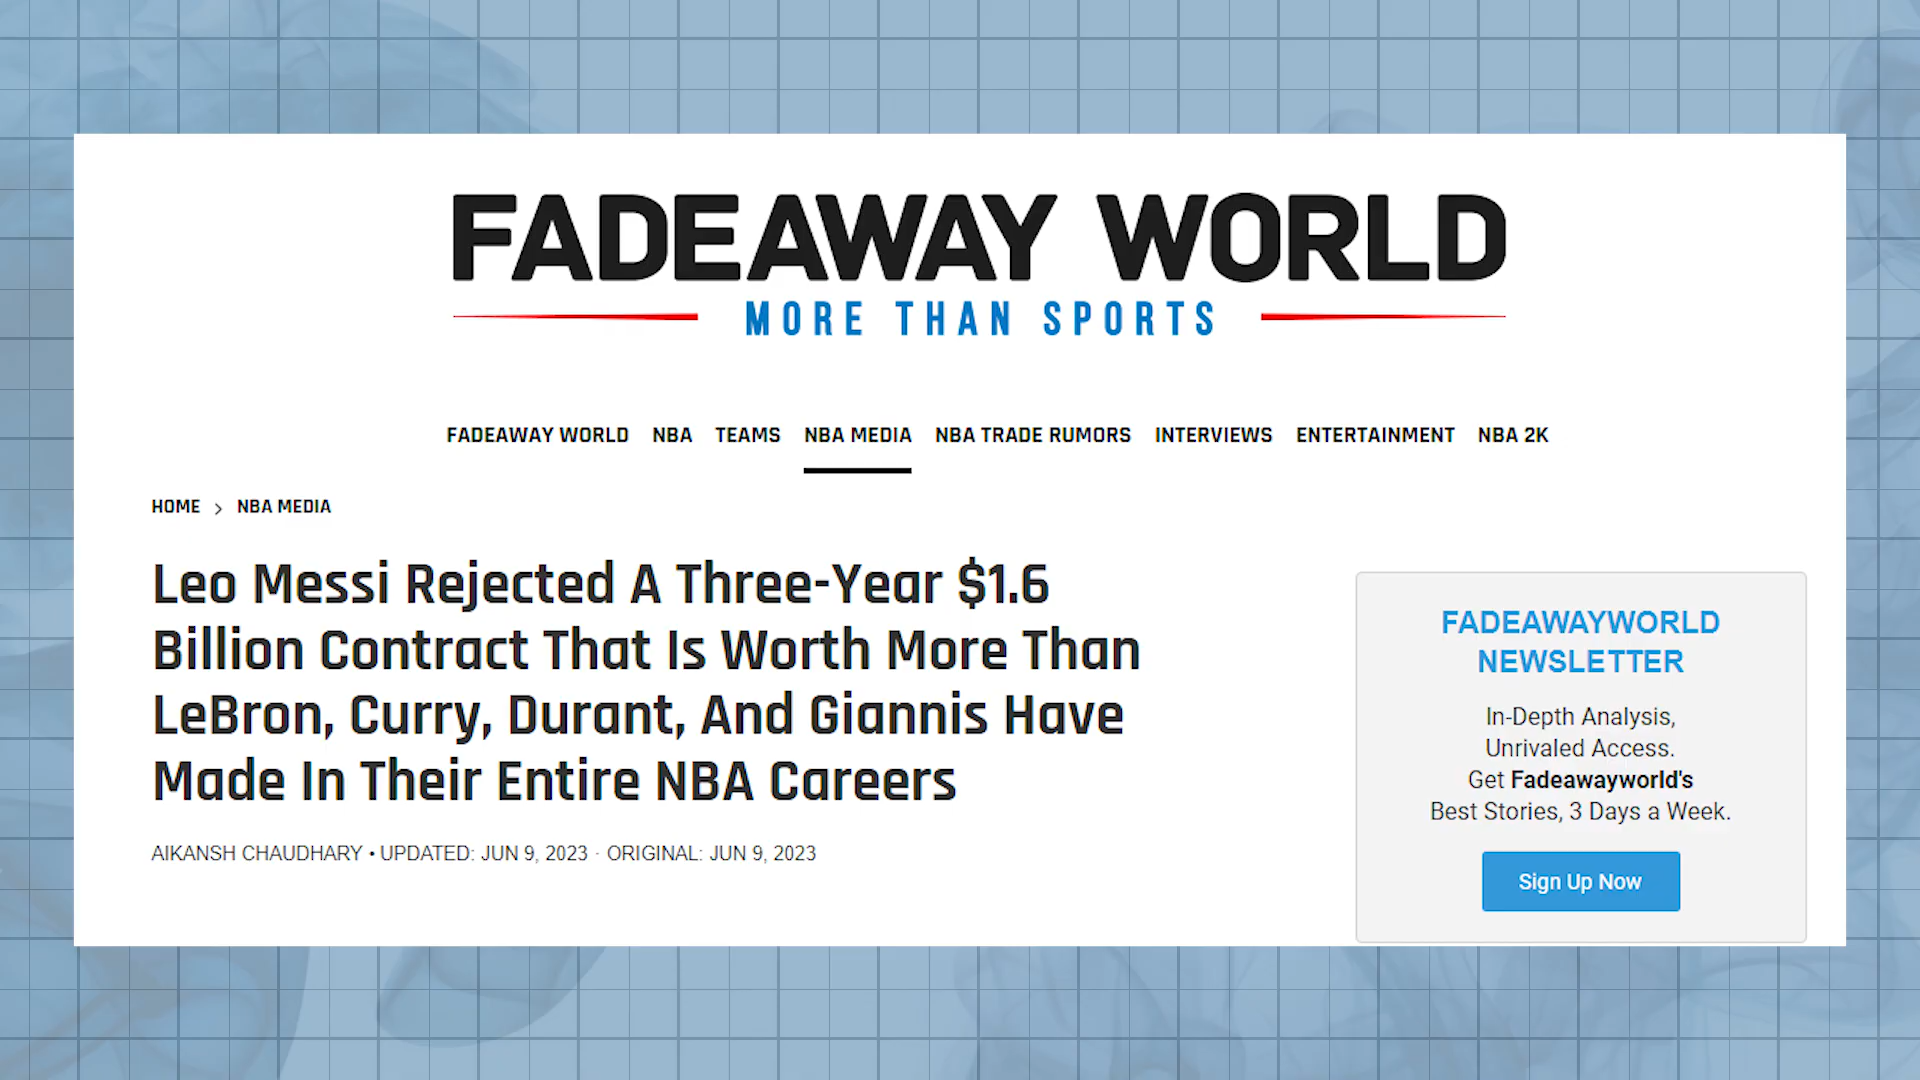 FADEAWAY WORLD
MORE THAN SPORTS
FADEAWAY WORLD NBA TEAMS NBA MEDIA NBA TRADE RUMORS INTERVIEWS ENTERTAINMENT NBA 2K
HOME > NBA MEDIA
Leo Messi Rejected A Three-Year $1.6
Billion Contract That Is Worth More Than
LeBron, Curry, Durant, And Giannis Have
Made In Their Entire NBA Careers
AIKANSH CHAUDHARY • UPDATED: JUN 9, 2023 · ORIGINAL: JUN 9, 2023
FADEAWAYWORLD
NEWSLETTER
In-Depth Analysis,
Unrivaled Access.
Get Fadeawayworld's
Best Stories, 3 Days a Week.
Sign Up Now